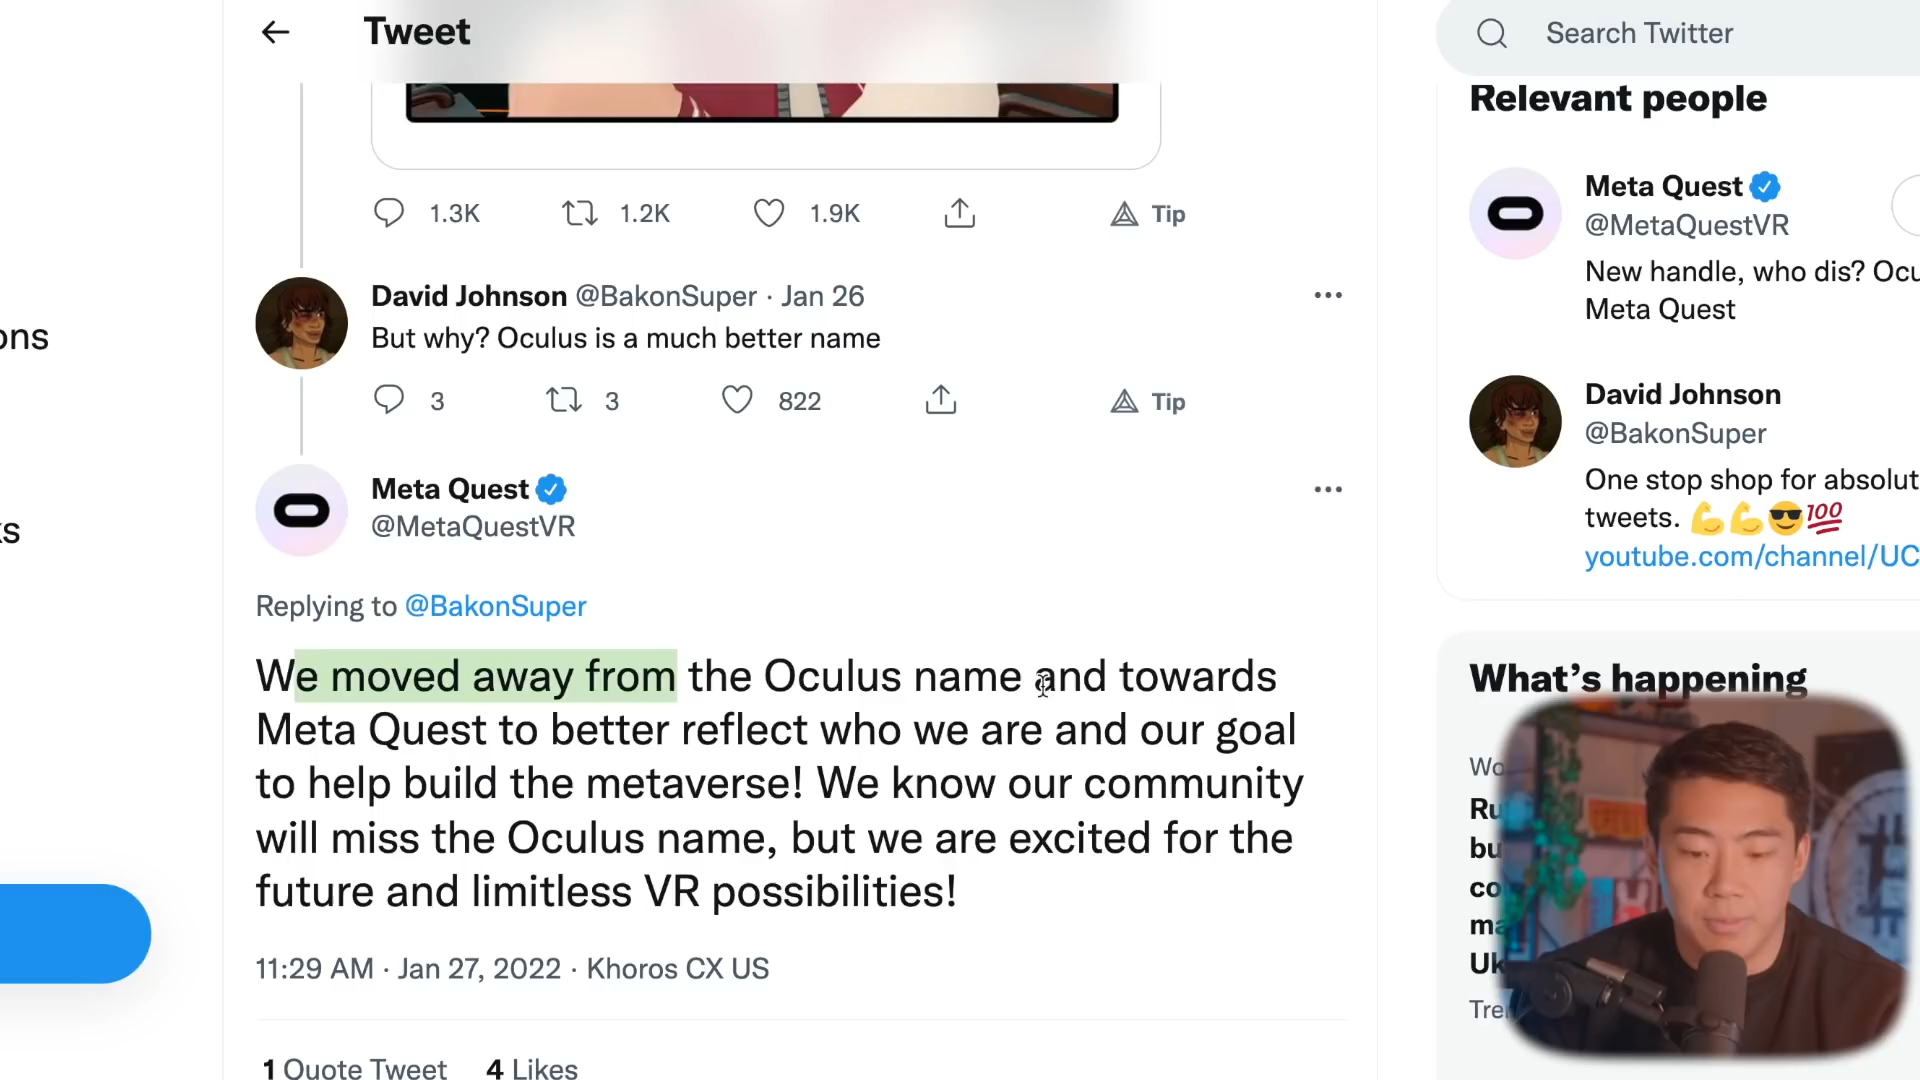 Tweet
1.3K
1.2K
1.9K
Tip
David Johnson @BakonSuper · Jan 26
But why? Oculus is a much better name
3
3
822
Tip
Meta Quest
@MetaQuestVR
Replying to @BakonSuper
We moved away from the Oculus name and towards
Meta Quest to better reflect who we are and our goal
to help build the metaverse! We know our community
will miss the Oculus name, but we are excited for the
future and limitless VR possibilities!
11:29 AM · Jan 27, 2022 · Khoros CX US
1 Quote Tweet
4 Likes
ons
ks
Search Twitter
Relevant people
Meta Quest
@MetaQuestVR
New handle, who dis? Ocu
Meta Quest
David Johnson
@BakonSuper
One stop shop for absolut
tweets. 💪💪😎💯
youtube.com/channel/UC
What's happening
Wo
Ru
bu
co
ma
Uk
Tre